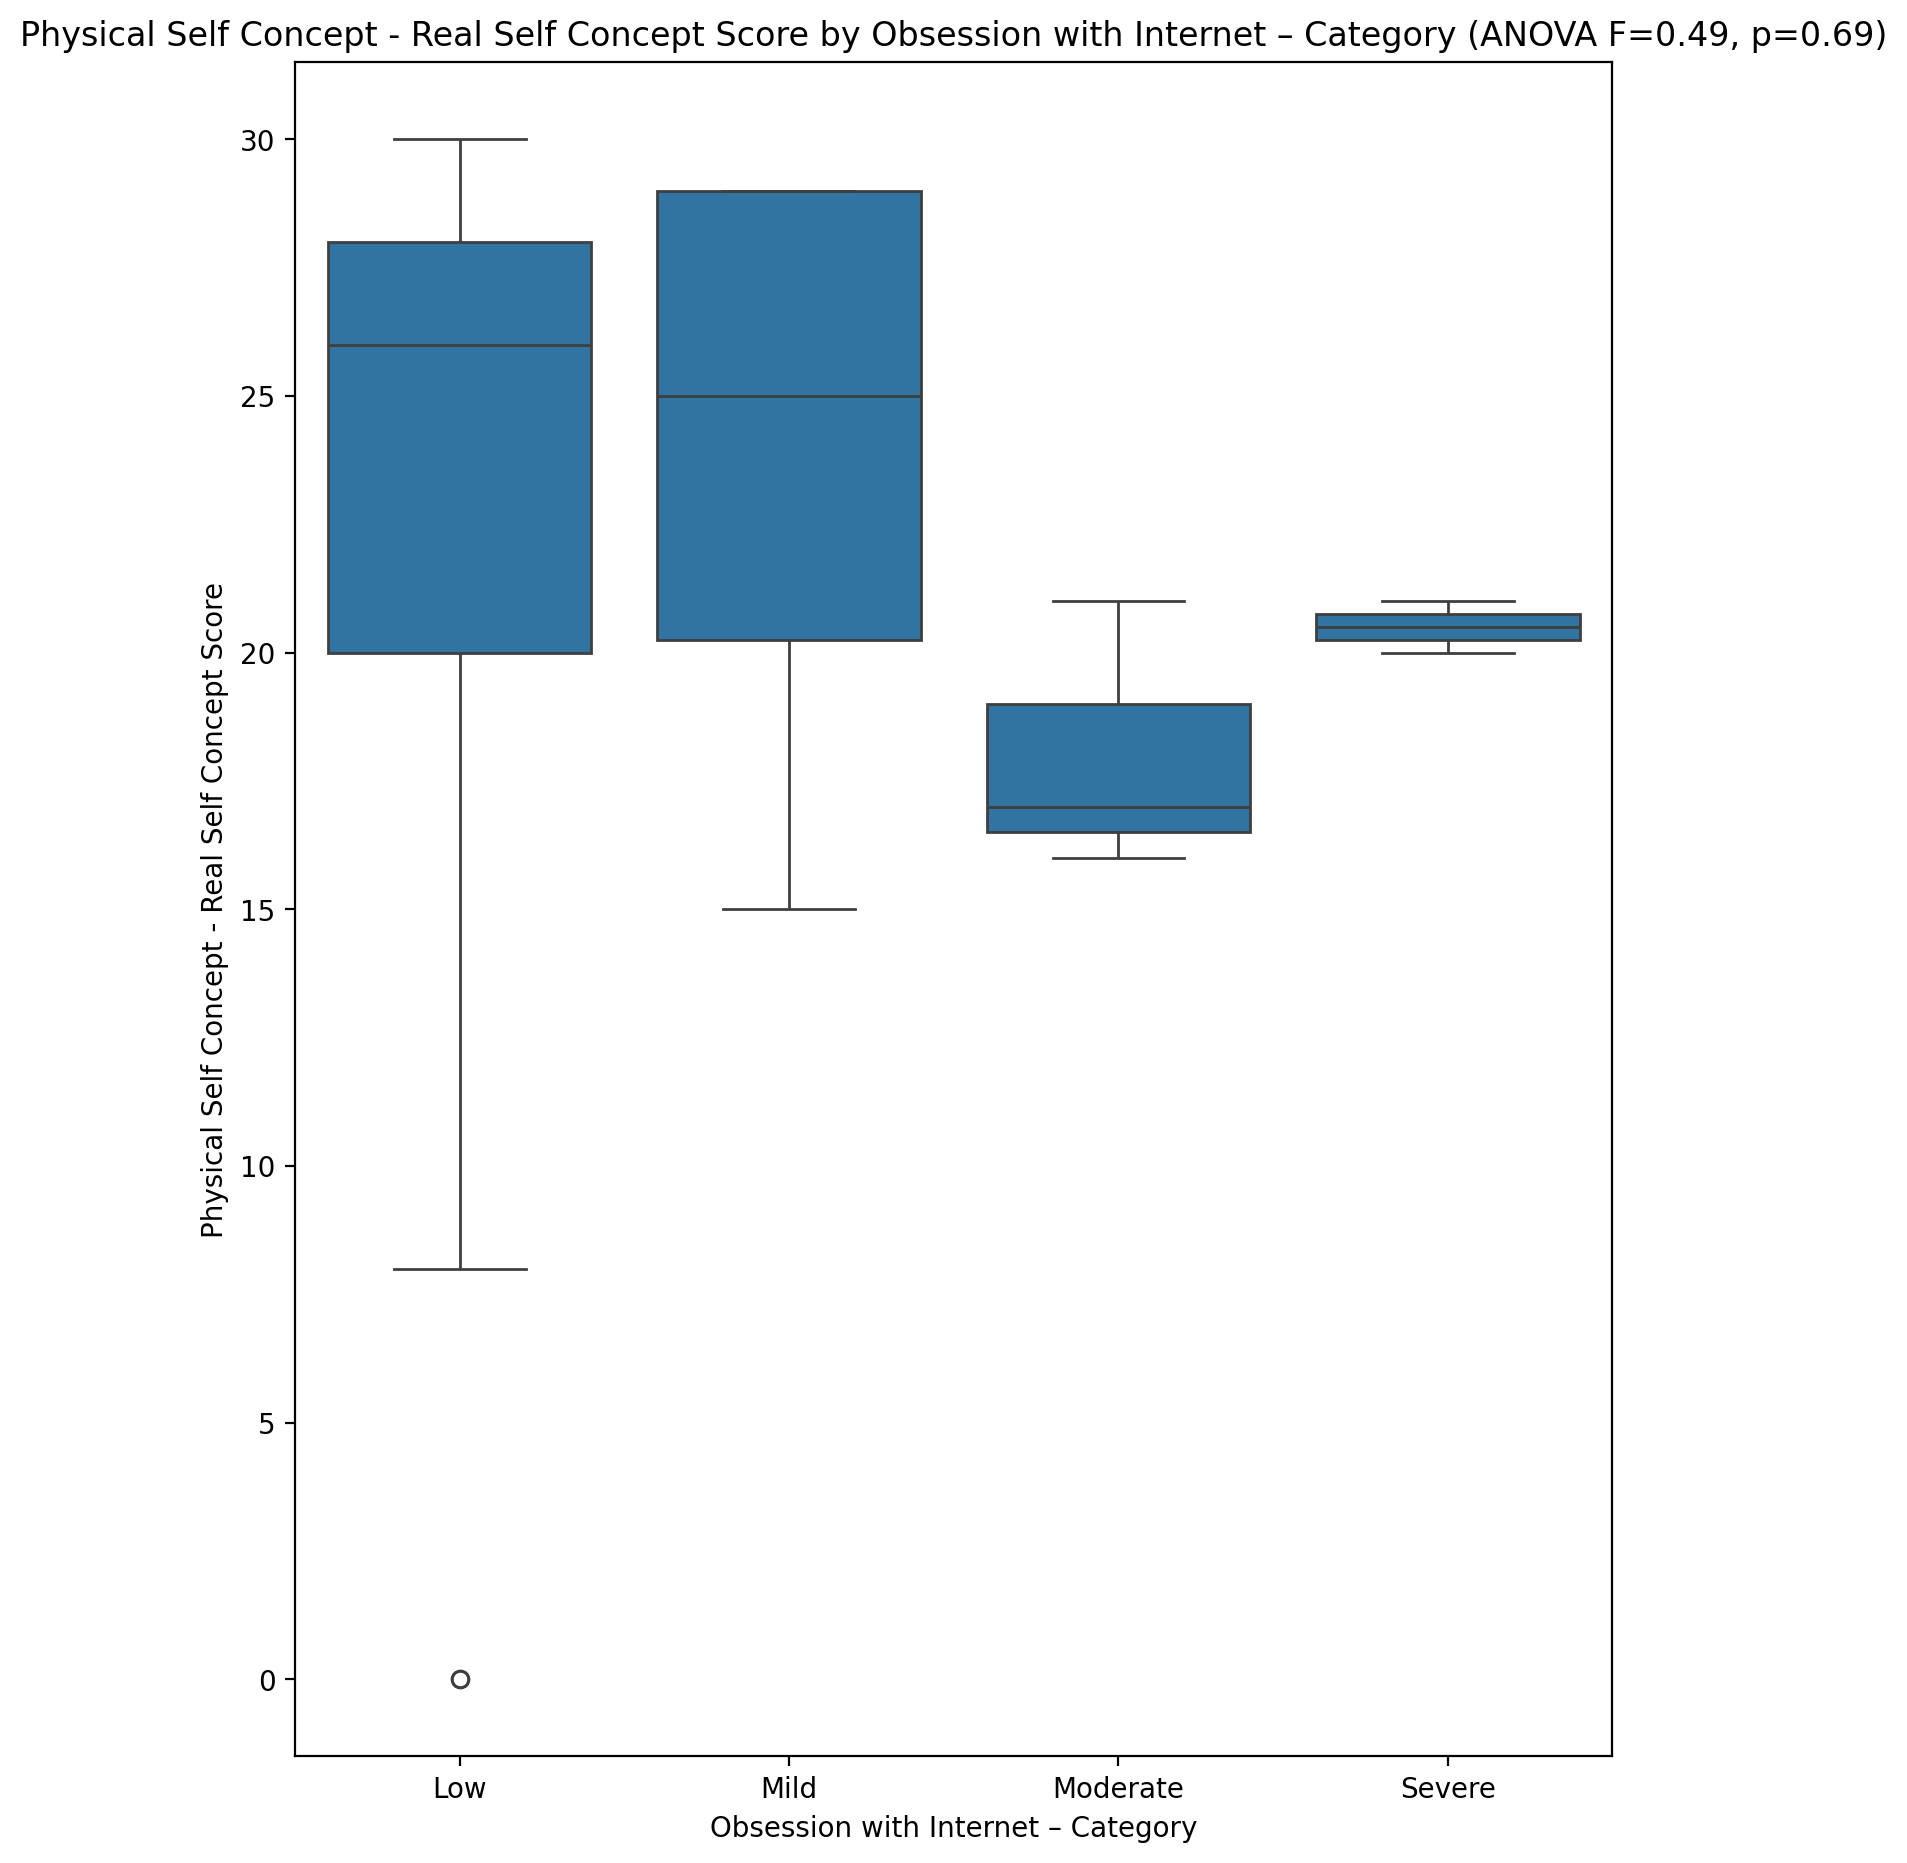 Physical Self Concept - Real Self Concept Score by Obsession with Internet – Category (ANOVA F=0.49, p=0.69)
Physical Self Concept - Real Self Concept Score
30
25
20
15
10
5
0
Low
Mild
Moderate
Severe
Obsession with Internet – Category